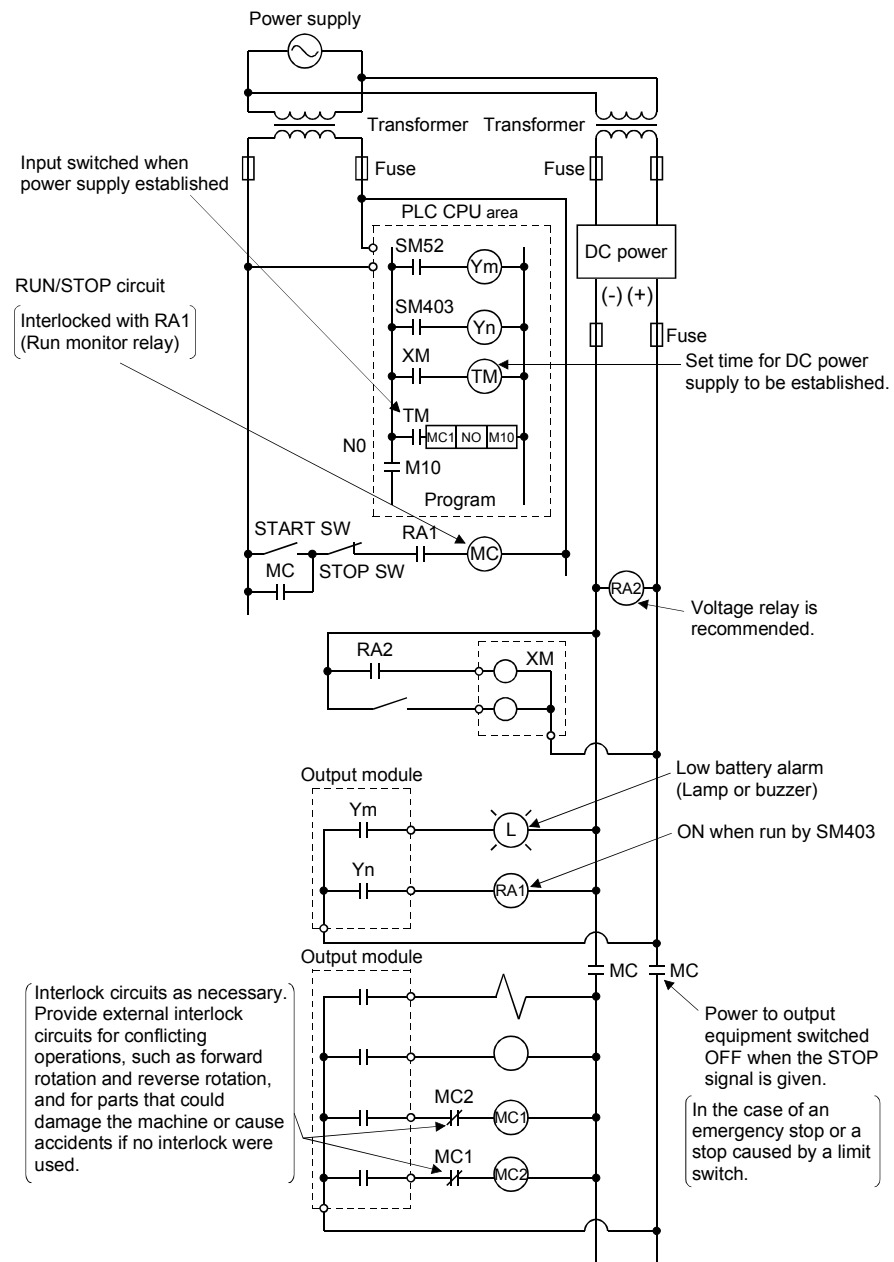 Power supply
Transformer
Transformer
Fuse
Fuse
Input switched when
power supply established
PLC CPU area
SM52
Ym
DC power
(-) (+)
RUN/STOP circuit
Interlocked with RA1
(Run monitor relay)
SM403
Yn
Fuse
XM
TM
Set time for DC power
supply to be established.
TM
MC1 NO M10
N0
M10
Program
START SW
RA1
MC
MC
STOP SW
RA2
Voltage relay is
recommended.
RA2
XM
Output module
Low battery alarm
(Lamp or buzzer)
Ym
L
ON when run by SM403
Yn
RA1
Output module
MC
MC
Interlock circuits as necessary.
Provide external interlock
circuits for conflicting
operations, such as forward
rotation and reverse rotation,
and for parts that could
damage the machine or cause
accidents if no interlock were
used.
Power to output
equipment switched
OFF when the STOP
signal is given.
MC2
MC1
In the case of an
emergency stop or a
stop caused by a limit
switch.
MC1
MC2